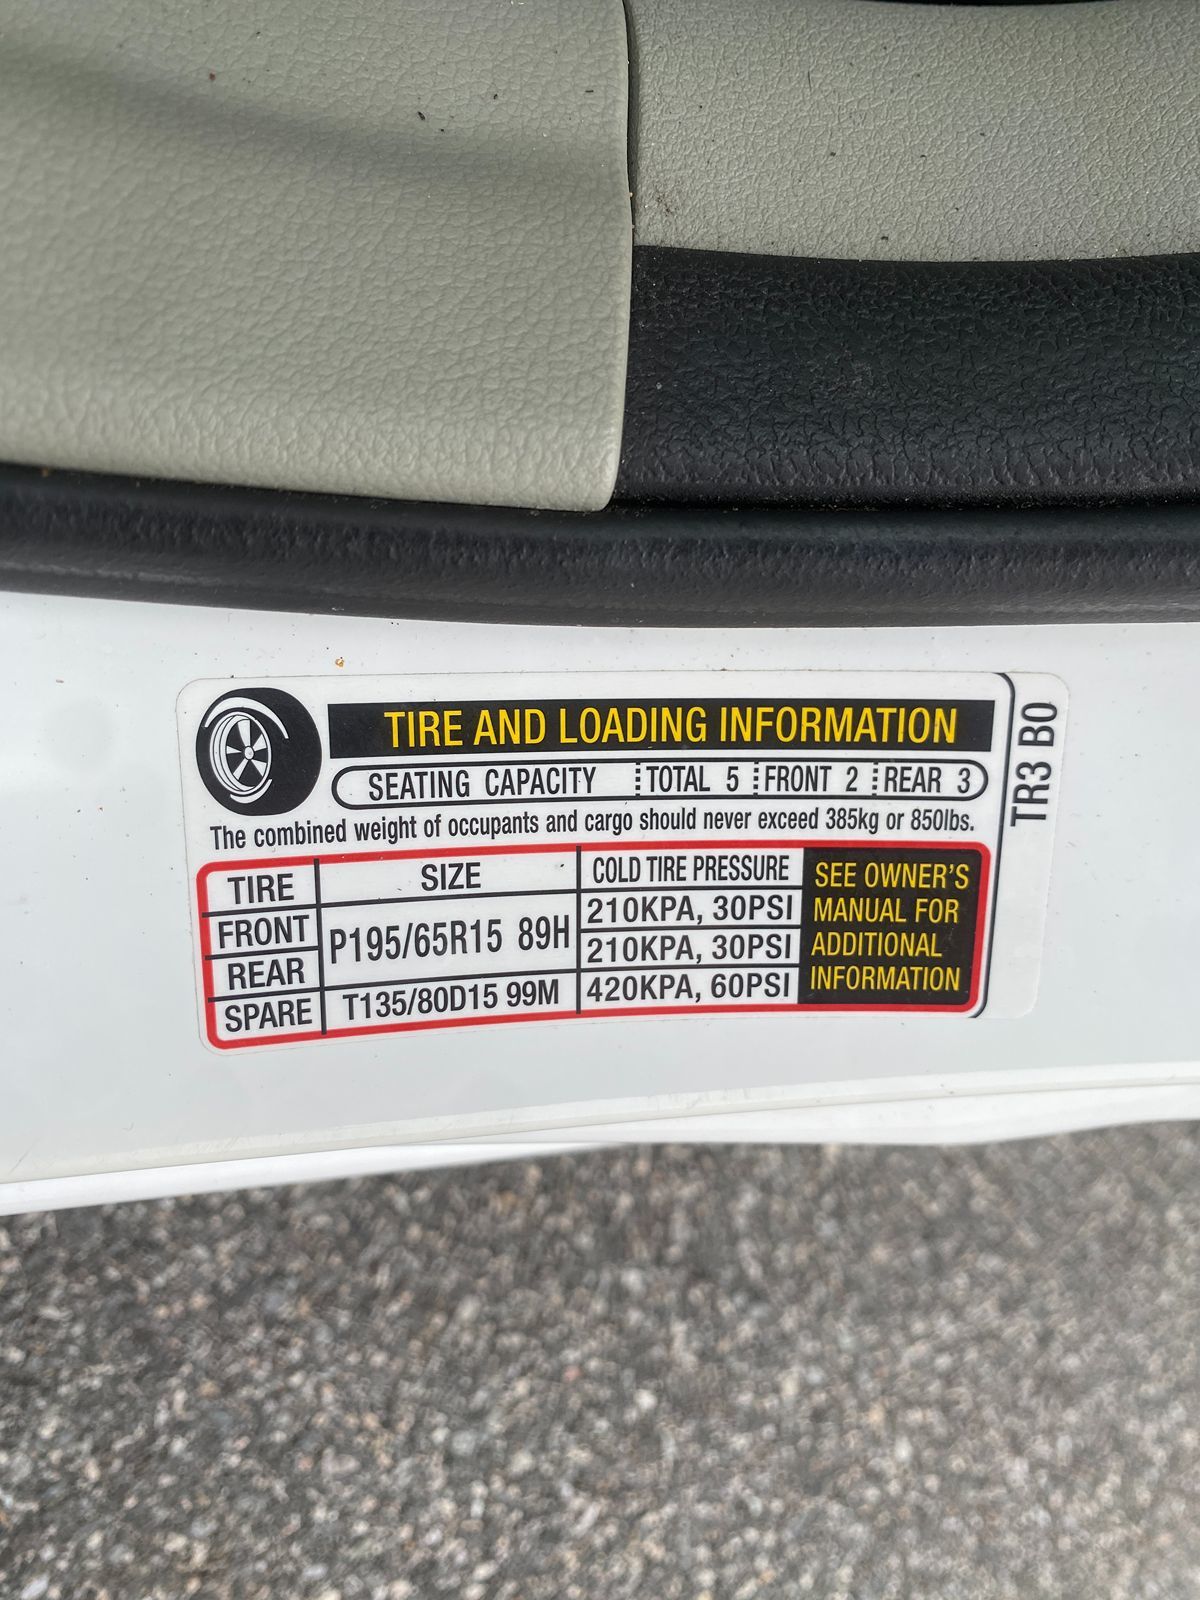 TIRE AND LOADING INFORMATION
SEATING CAPACITY TOTAL 5 FRONT 2 REAR 3
The combined weight of occupants and cargo should never exceed 385kg or 850lbs.
TIRE SIZE COLD TIRE PRESSURE
FRONT P195/65R15 89H 210KPA, 30PSI
REAR 210KPA, 30PSI
SPARE T135/80D15 99M 420KPA, 60PSI
SEE OWNER'S
MANUAL FOR
ADDITIONAL
INFORMATION
TR3 B0